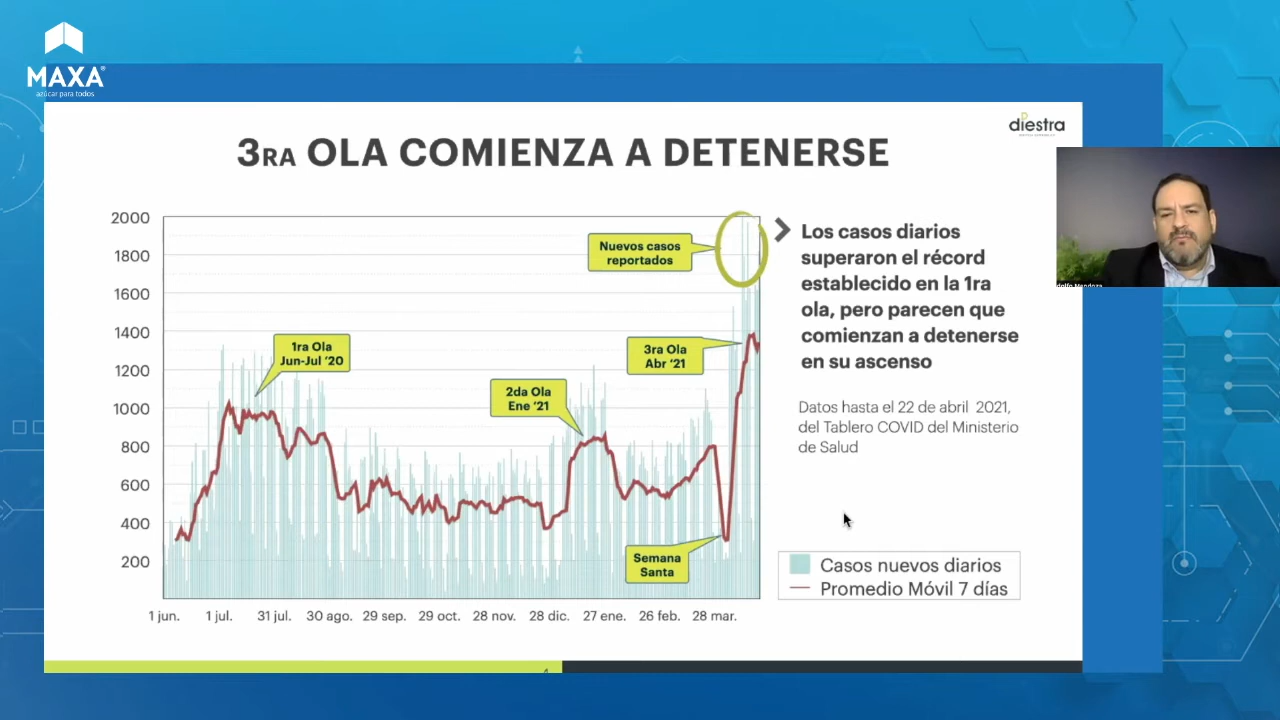 MAXA®
azúcar para todos
diestra
3RA OLA COMIENZA A DETENERSE
2000
1800
1600
1400
1200
1000
800
600
400
200
1 jun.
1 jul.
31 jul.
30 ago.
29 sep.
29 oct.
28 nov.
28 dic.
27 ene.
26 feb.
28 mar.
1ra Ola
Jun-Jul ‘20
2da Ola
Ene ‘21
Nuevos casos
reportados
3ra Ola
Abr ‘21
Semana
Santa
Los casos diarios
superaron el récord
establecido en la 1ra
ola, pero parecen que
comienzan a detenerse
en su ascenso
Datos hasta el 22 de abril 2021,
del Tablero COVID del Ministerio
de Salud
Casos nuevos diarios
Promedio Móvil 7 días